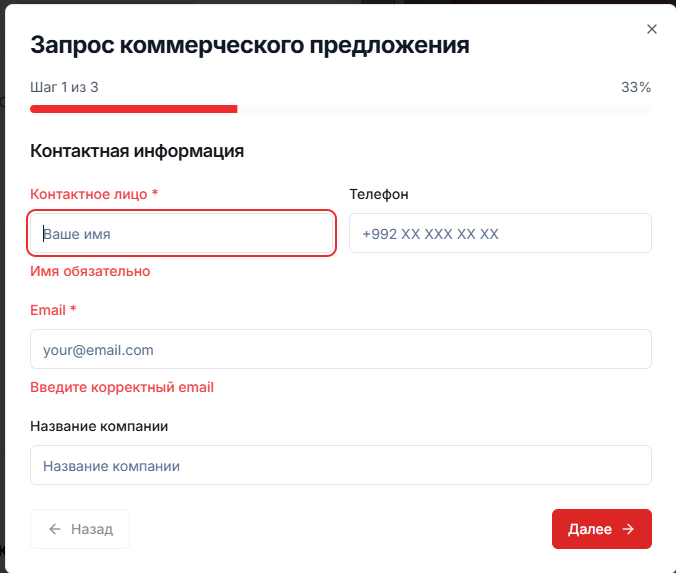 Запрос коммерческого предложения
Шаг 1 из 3 33%
Контактная информация
Контактное лицо * Телефон
Ваше имя +992 XX XXX XX XX
Имя обязательно
Email *
your@email.com
Введите корректный email
Название компании
Название компании
← Назад Далее →